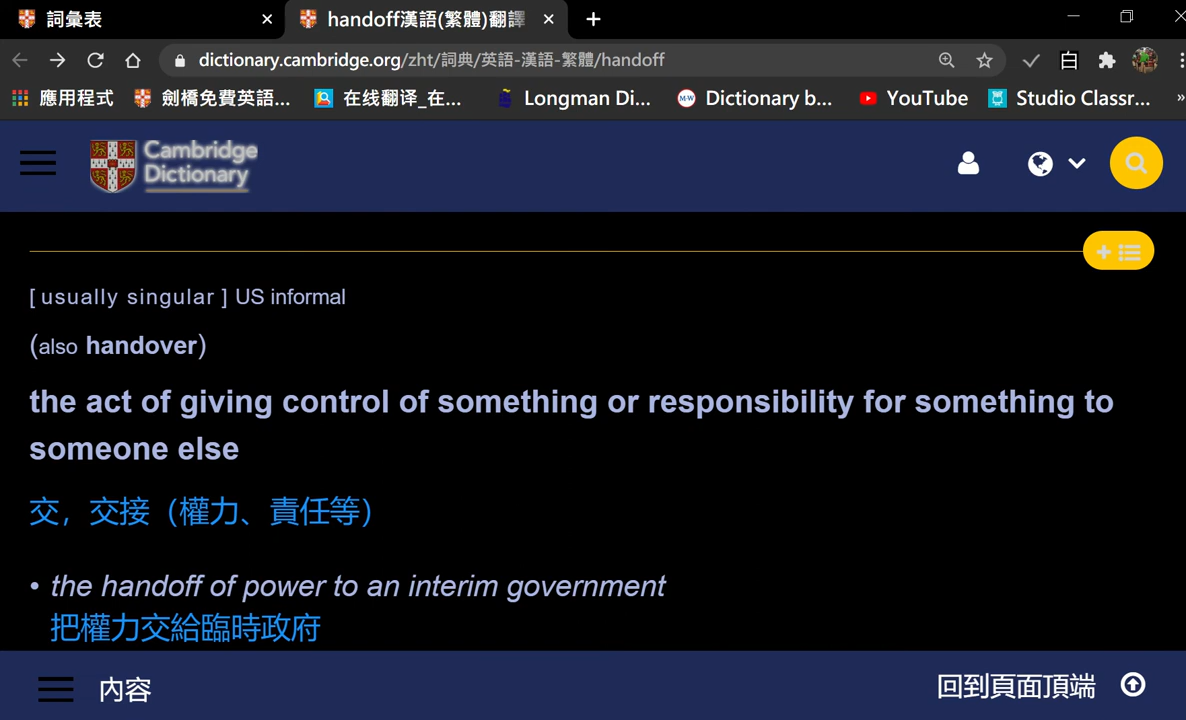 詞彙表
handoff漢語(繁體)翻譯
dictionary.cambridge.org/zht/詞典/英語-漢語-繁體/handoff
白
應用程式 劍橋免費英語... 在线翻译_在... Longman Di... M-W Dictionary b... YouTube Studio Classr... »
Cambridge
Dictionary
[ usually singular ] US informal
(also handover)
the act of giving control of something or responsibility for something to
someone else
交，交接（權力、責任等）
• the handoff of power to an interim government
把權力交給臨時政府
內容
回到頁面頂端